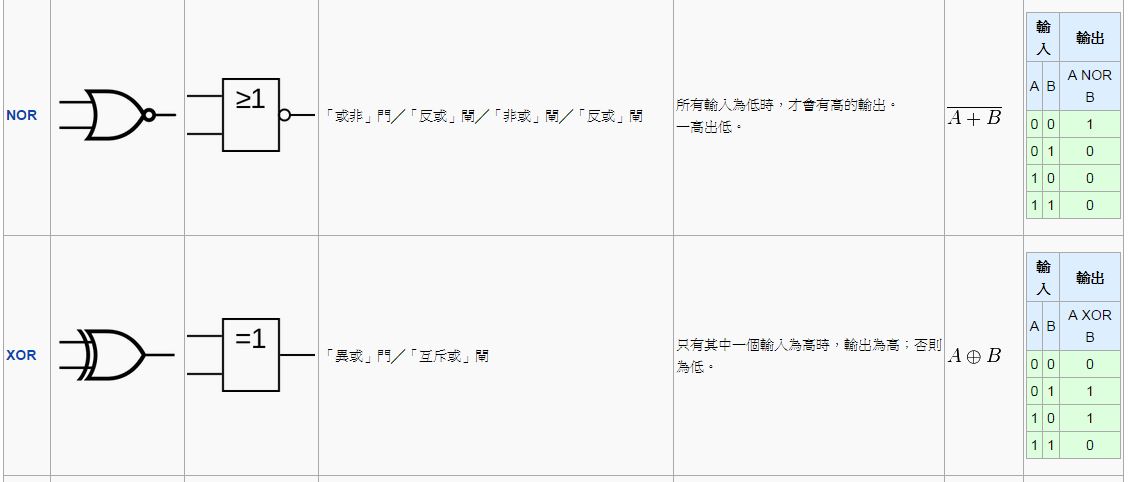 NOR
≥1
「或非」門／「反或」閘／「非或」閘／「反或」閘
所有輸入為低時，才會有高的輸出。
一高出低。
\overline{A + B}
輸入 輸出
A B A NOR B
0 0 1
0 1 0
1 0 0
1 1 0
XOR
=1
「異或」門／「互斥或」閘
只有其中一個輸入為高時，輸出為高；否則
為低。
A ⊕ B
輸入 輸出
A B A XOR B
0 0 0
0 1 1
1 0 1
1 1 0